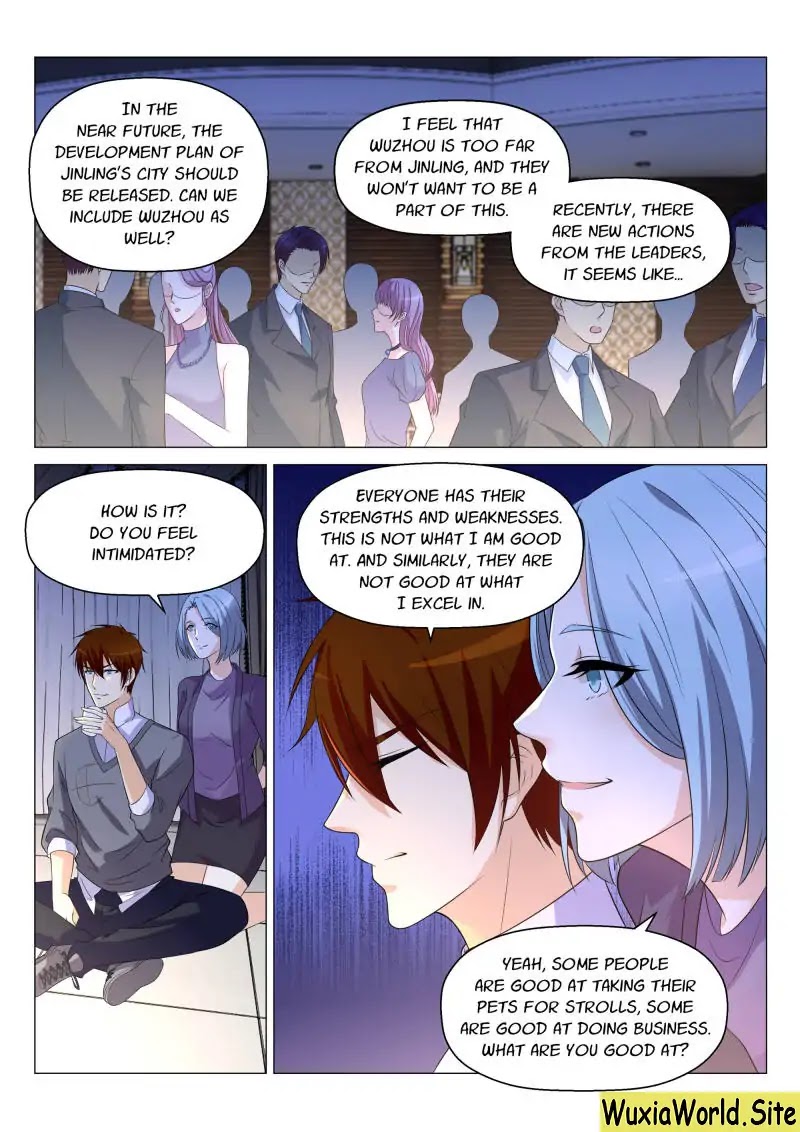 IN THE
NEAR FUTURE, THE
DEVELOPMENT PLAN OF
JINLING'S CITY SHOULD
BE RELEASED. CAN WE
INCLUDE WUZHOU AS
WELL?
I FEEL THAT
WUZHOU IS TOO FAR
FROM JINLING, AND THEY
WON'T WANT TO BE A
PART OF THIS.
RECENTLY, THERE
ARE NEW ACTIONS
FROM THE LEADERS,
IT SEEMS LIKE...
HOW IS IT?
DO YOU FEEL
INTIMIDATED?
EVERYONE HAS THEIR
STRENGTHS AND WEAKNESSES.
THIS IS NOT WHAT I AM GOOD
AT. AND SIMILARLY, THEY ARE
NOT GOOD AT WHAT
I EXCEL IN.
YEAH, SOME PEOPLE
ARE GOOD AT TAKING THEIR
PETS FOR STROLLS, SOME
ARE GOOD AT DOING BUSINESS.
WHAT ARE YOU GOOD AT?
WuxiaWorld.Site